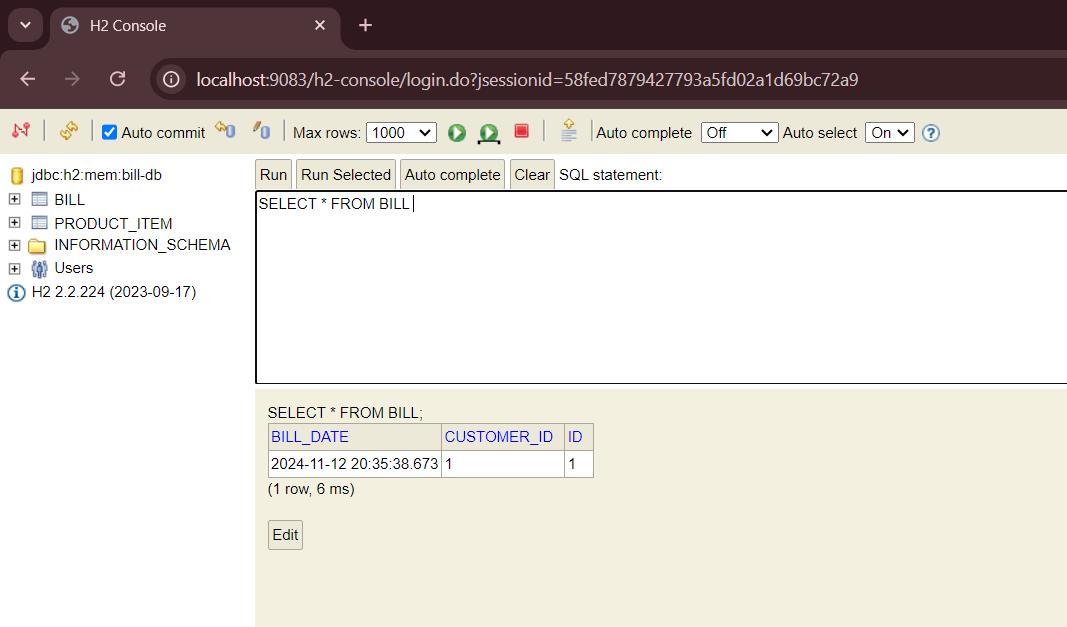 H2 Console
localhost:9083/h2-console/login.do?jsessionid=58fed7879427793a5fd02a1d69bc72a9
Auto commit Max rows: 1000 Auto complete Off Auto select On ?
jdbc:h2:mem:bill-db
BILL
PRODUCT_ITEM
INFORMATION_SCHEMA
Users
H2 2.2.224 (2023-09-17)
Run Run Selected Auto complete Clear SQL statement:
SELECT * FROM BILL
SELECT * FROM BILL;
BILL_DATE CUSTOMER_ID ID
2024-11-12 20:35:38.673 1 1
(1 row, 6 ms)
Edit